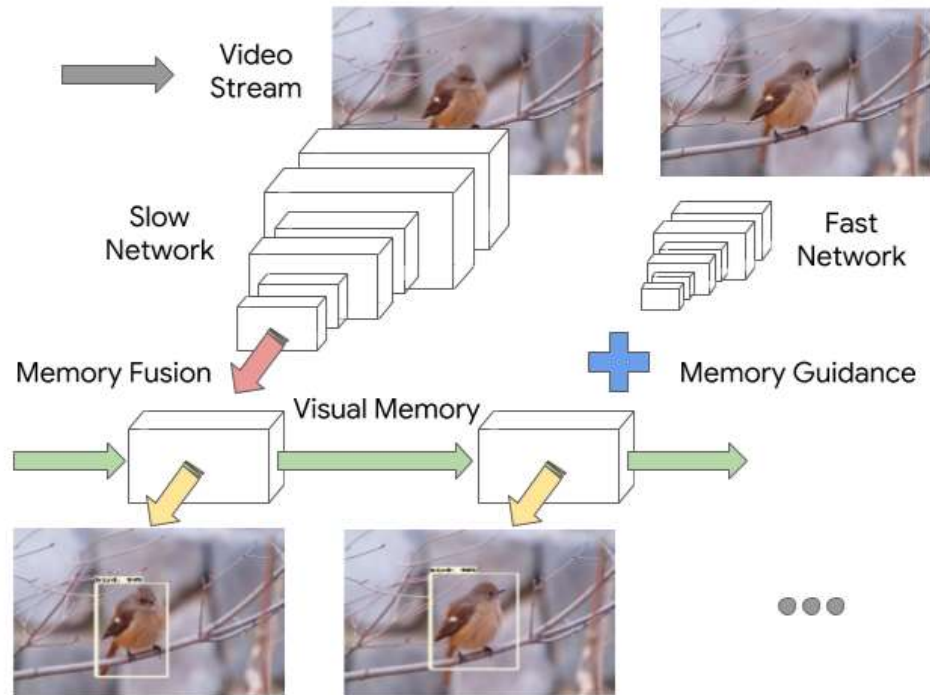 Video
Stream
Slow
Network
Fast
Network
Memory Fusion
Memory Guidance
Visual Memory